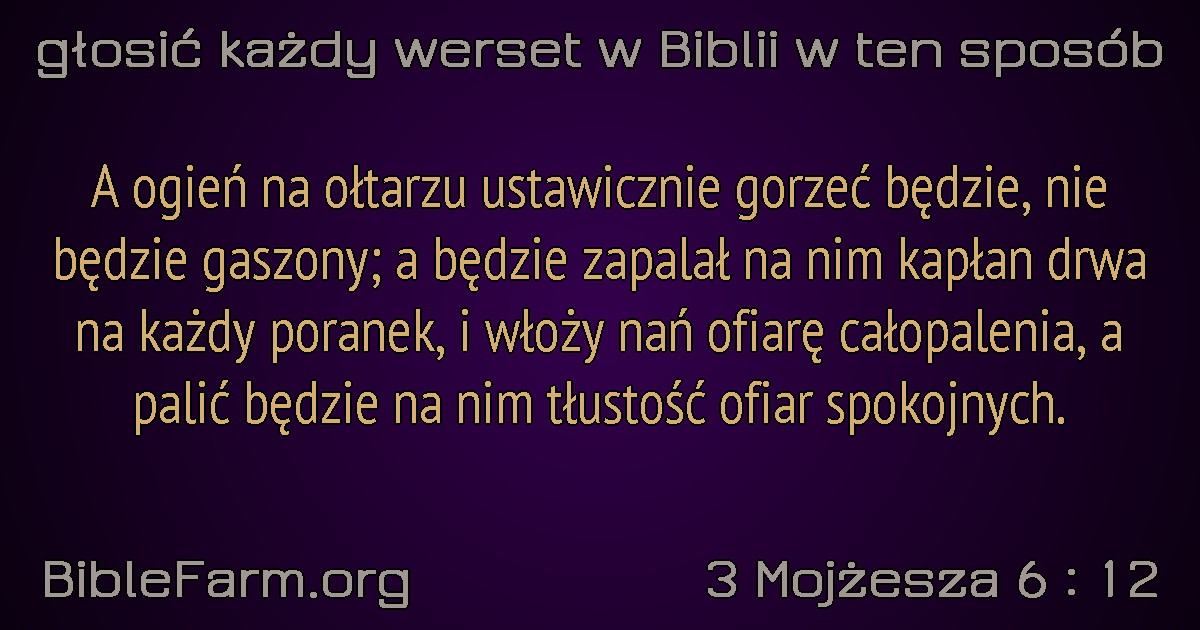 głosić każdy werset w Biblii w ten sposób
A ogień na ołtarzu ustawicznie gorzeć będzie, nie
będzie gaszony; a będzie zapalał na nim kapłan drwa
na każdy poranek, i włoży nań ofiarę całopalenia, a
palić będzie na nim tłustość ofiar spokojnych.
BibleFarm.org
3 Mojżesza 6 : 12